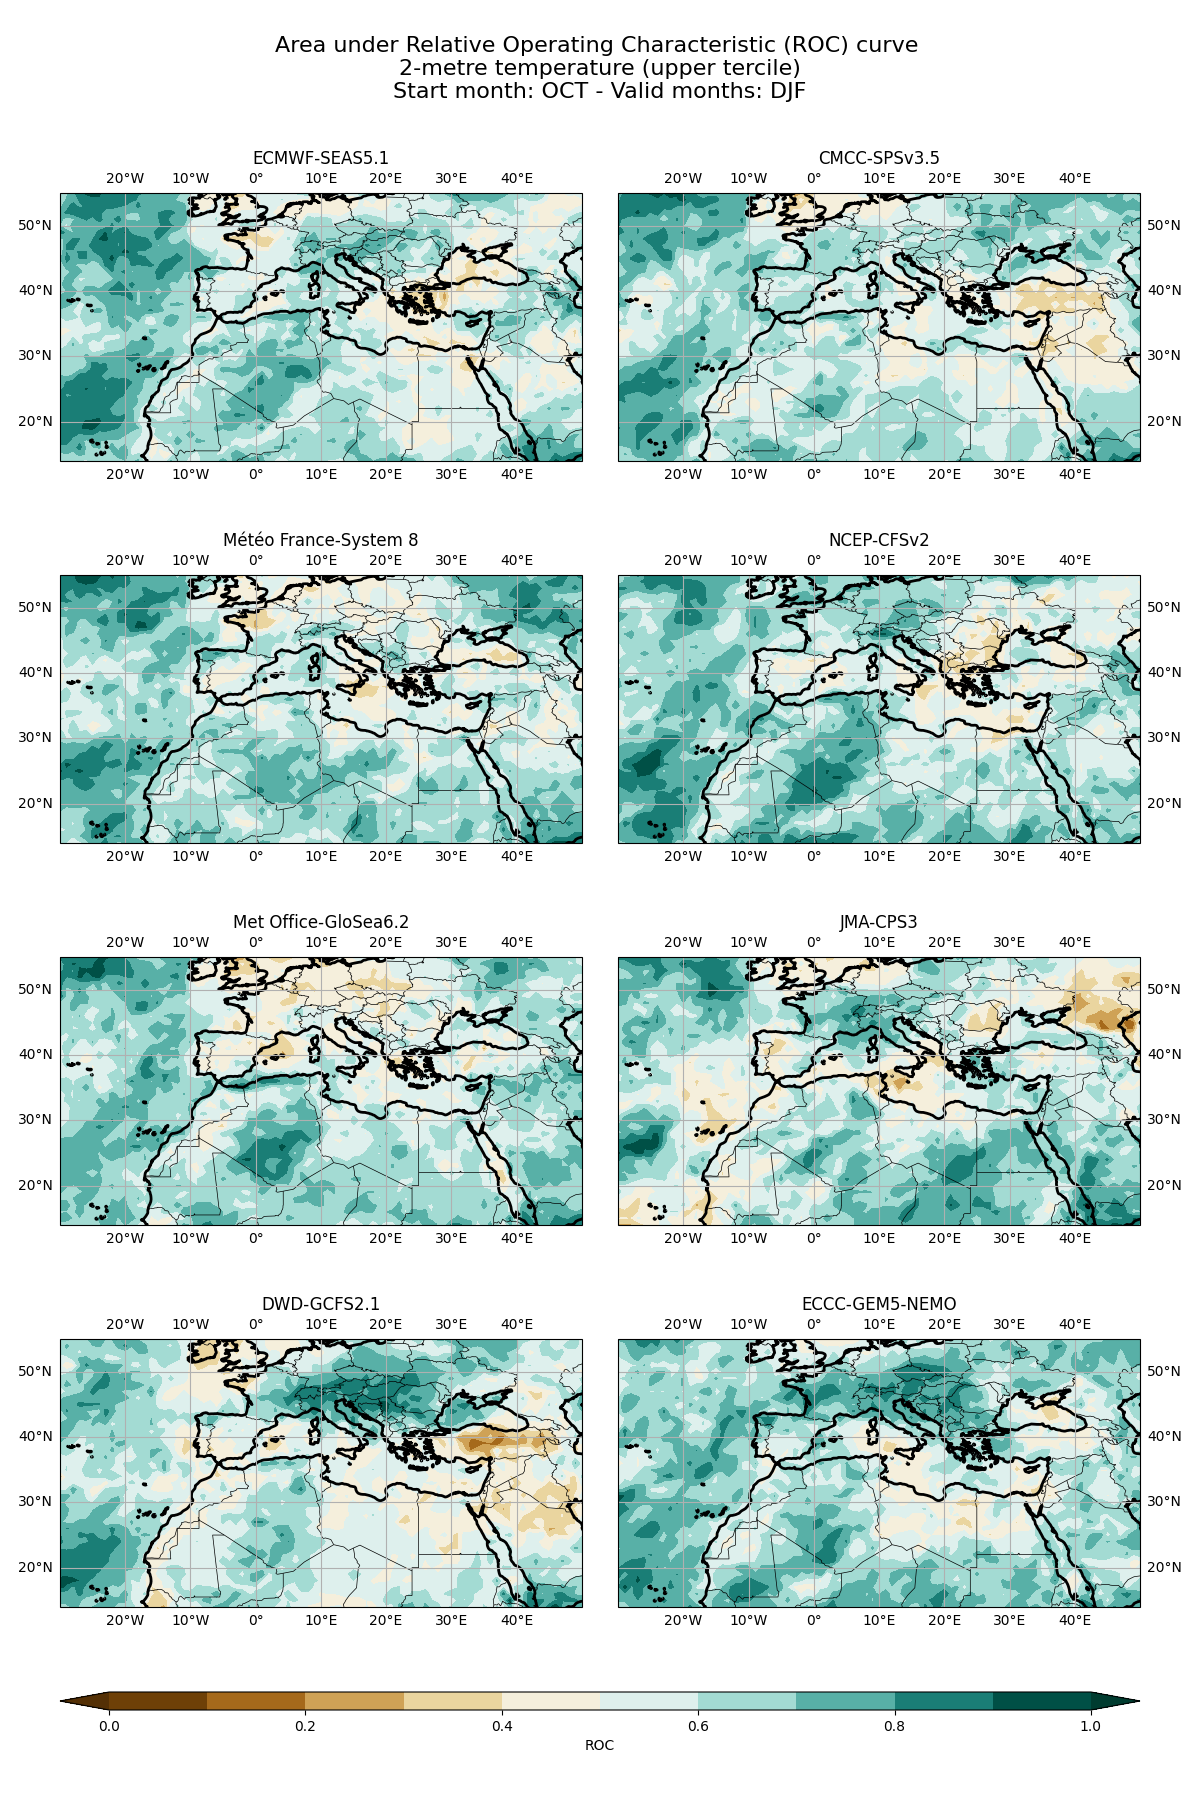 Area under Relative Operating Characteristic (ROC) curve
2-metre temperature (upper tercile)
Start month: OCT - Valid months: DJF
ECMWF-SEAS5.1
CMCC-SPSv3.5
20°W 10°W 0° 10°E 20°E 30°E 40°E
20°W 10°W 0° 10°E 20°E 30°E 40°E
50°N
50°N
40°N
40°N
30°N
30°N
20°N
20°N
20°W 10°W 0° 10°E 20°E 30°E 40°E
20°W 10°W 0° 10°E 20°E 30°E 40°E
Météo France-System 8
NCEP-CFSv2
20°W 10°W 0° 10°E 20°E 30°E 40°E
20°W 10°W 0° 10°E 20°E 30°E 40°E
50°N
50°N
40°N
40°N
30°N
30°N
20°N
20°N
20°W 10°W 0° 10°E 20°E 30°E 40°E
20°W 10°W 0° 10°E 20°E 30°E 40°E
Met Office-GloSea6.2
JMA-CPS3
20°W 10°W 0° 10°E 20°E 30°E 40°E
20°W 10°W 0° 10°E 20°E 30°E 40°E
50°N
50°N
40°N
40°N
30°N
30°N
20°N
20°N
20°W 10°W 0° 10°E 20°E 30°E 40°E
20°W 10°W 0° 10°E 20°E 30°E 40°E
DWD-GCFS2.1
ECCC-GEM5-NEMO
20°W 10°W 0° 10°E 20°E 30°E 40°E
20°W 10°W 0° 10°E 20°E 30°E 40°E
50°N
50°N
40°N
40°N
30°N
30°N
20°N
20°N
20°W 10°W 0° 10°E 20°E 30°E 40°E
20°W 10°W 0° 10°E 20°E 30°E 40°E
0.0 0.2 0.4 0.6 0.8 1.0
ROC